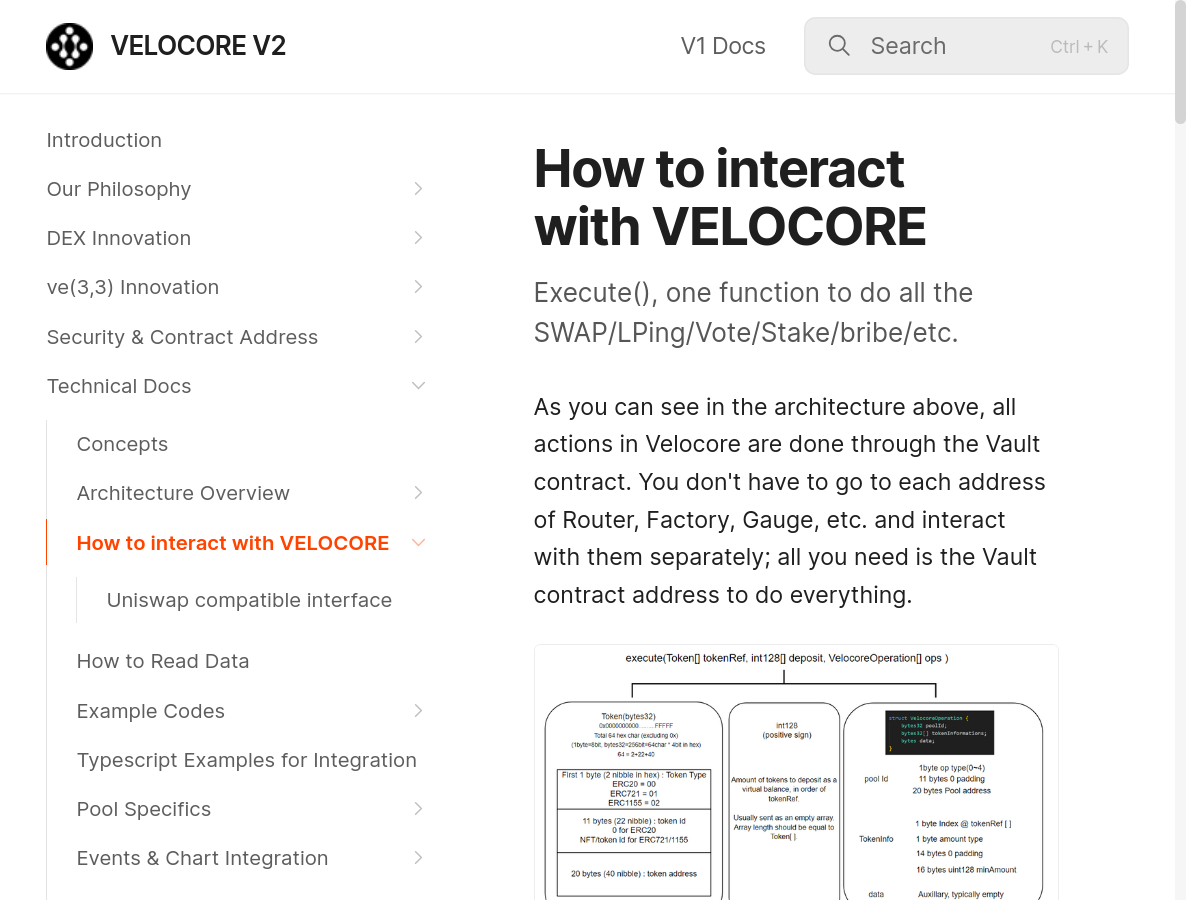 VELOCORE V2
V1 Docs
Search
Ctrl + K
Introduction
Our Philosophy
DEX Innovation
ve(3,3) Innovation
Security & Contract Address
Technical Docs
Concepts
Architecture Overview
How to interact with VELOCORE
Uniswap compatible interface
How to Read Data
Example Codes
Typescript Examples for Integration
Pool Specifics
Events & Chart Integration
How to interact
with VELOCORE
Execute(), one function to do all the
SWAP/LPing/Vote/Stake/bribe/etc.
As you can see in the architecture above, all
actions in Velocore are done through the Vault
contract. You don't have to go to each address
of Router, Factory, Gauge, etc. and interact
with them separately; all you need is the Vault
contract address to do everything.
execute(Token[] tokenRef, int128[] deposit, VelocoreOperation[] ops )
Token(bytes32)
0x0000000000.........FFFFF
Total 64 hex char (excluding 0x)
(1byte=8bit, bytes32=256bit=64char * 4bit in hex)
64 = 2+22+40
First 1 byte (2 nibble in hex) : Token Type
ERC20 = 00
ERC721 = 01
ERC1155 = 02
11 bytes (22 nibble) : token id
0 for ERC20
NFT/token id for ERC721/1155
20 bytes (40 nibble) : token address
int128
(positive sign)
Amount of tokens to deposit as a
virtual balance, in order of
tokenRef.
Usually sent as an empty array.
Array length should be equal to
Token[ ]
struct VelocoreOperation {
bytes32 poolId;
bytes32[] tokenInformations;
bytes data;
}
pool Id
1byte op type(0~4)
11 bytes 0 padding
20 bytes Pool address
TokenInfo
1 byte Index @ tokenRef [ ]
1 byte amount type
14 bytes 0 padding
16 bytes uint128 minAmount
data
Auxillary, typically empty